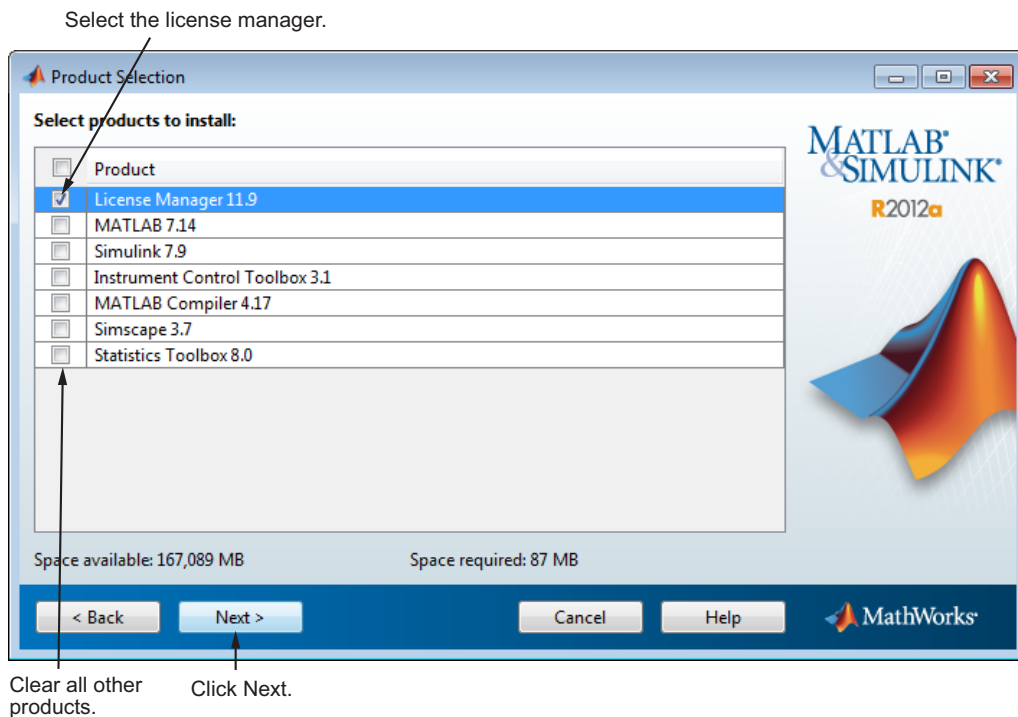 Select the license manager.
Product Selection
Select products to install:
Product
License Manager 11.9
MATLAB 7.14
Simulink 7.9
Instrument Control Toolbox 3.1
MATLAB Compiler 4.17
Simscape 3.7
Statistics Toolbox 8.0
MATLAB®
&SIMULINK®
R2012a
Space available: 167,089 MB
Space required: 87 MB
< Back
Next >
Cancel
Help
MathWorks®
Clear all other
products.
Click Next.